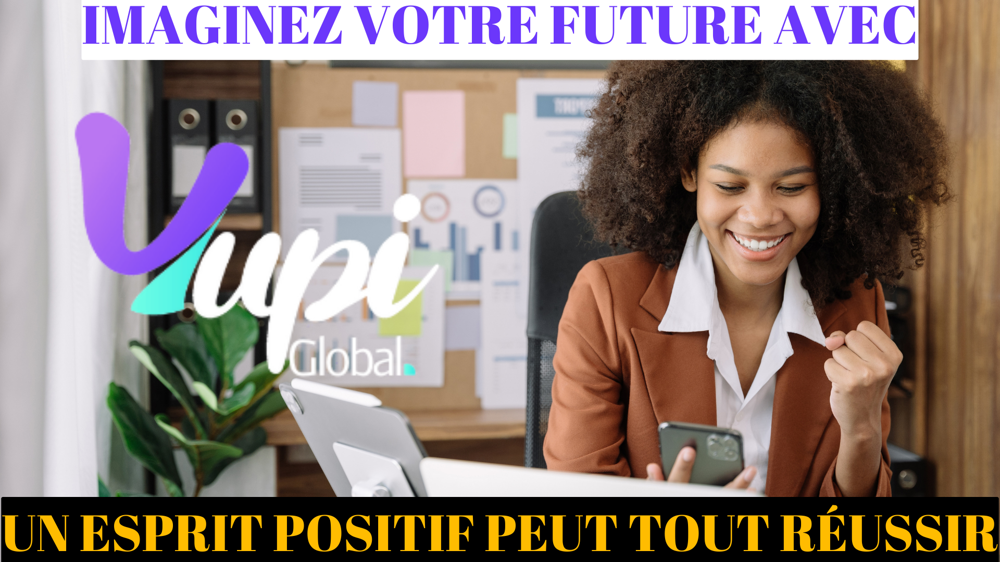 IMAGINEZ VOTRE FUTURE AVEC
Yupi
Global.
UN ESPRIT POSITIF PEUT TOUT RÉUSSIR